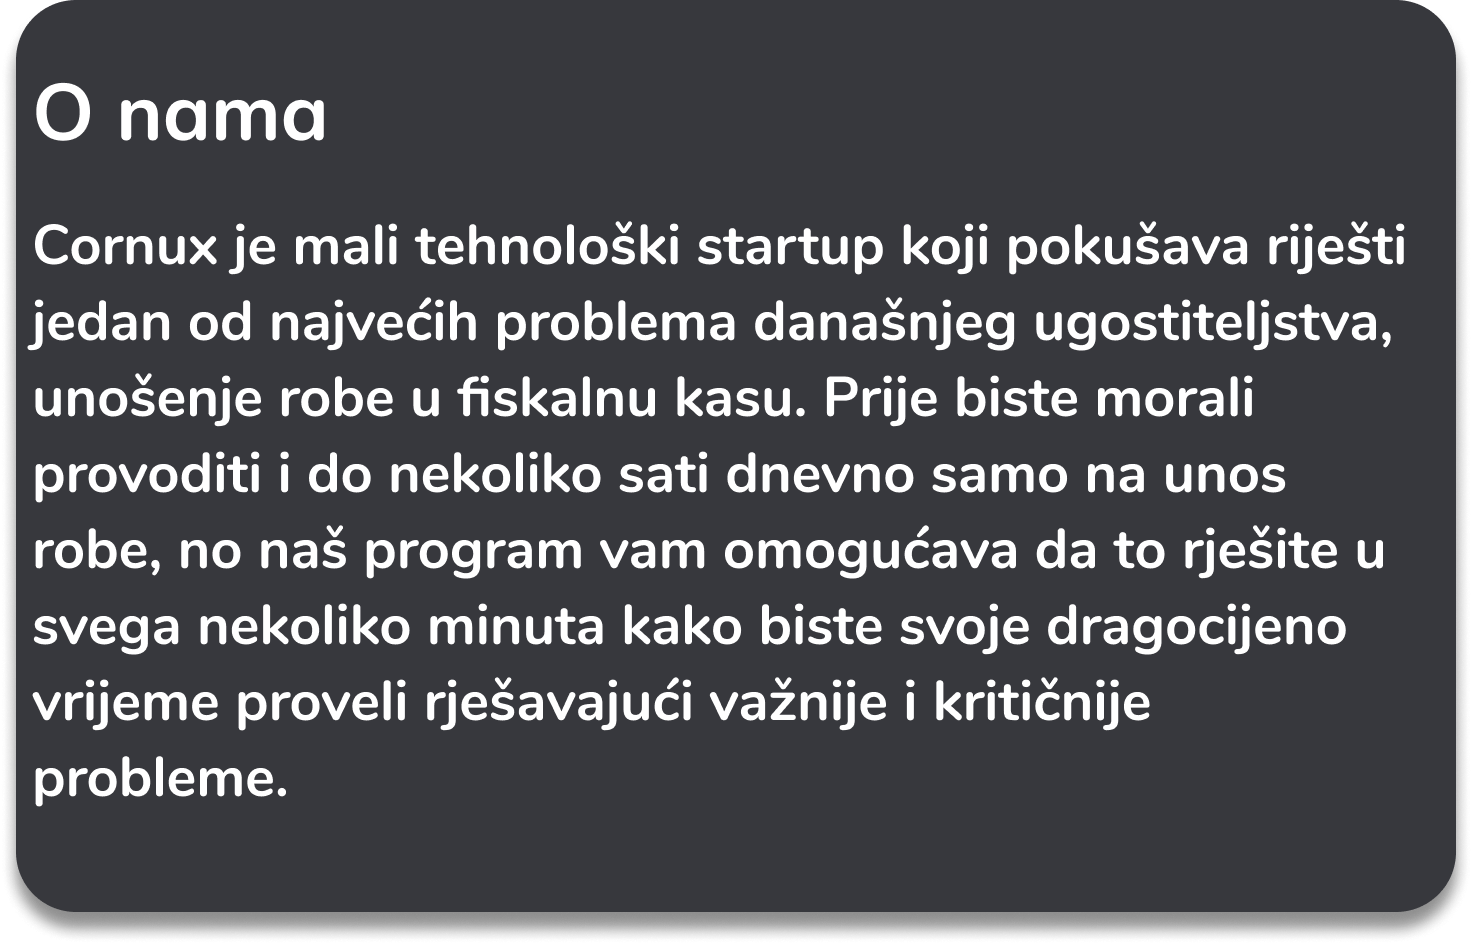 O nama
Cornux je mali tehnološki startup koji pokušava riješti
jedan od najvećih problema današnjeg ugostiteljstva,
unošenje robe u fiskalnu kasu. Prije biste morali
provoditi i do nekoliko sati dnevno samo na unos
robe, no naš program vam omogućava da to rješite u
svega nekoliko minuta kako biste svoje dragocijeno
vrijeme proveli rješavajući važnije i kritičnije
probleme.